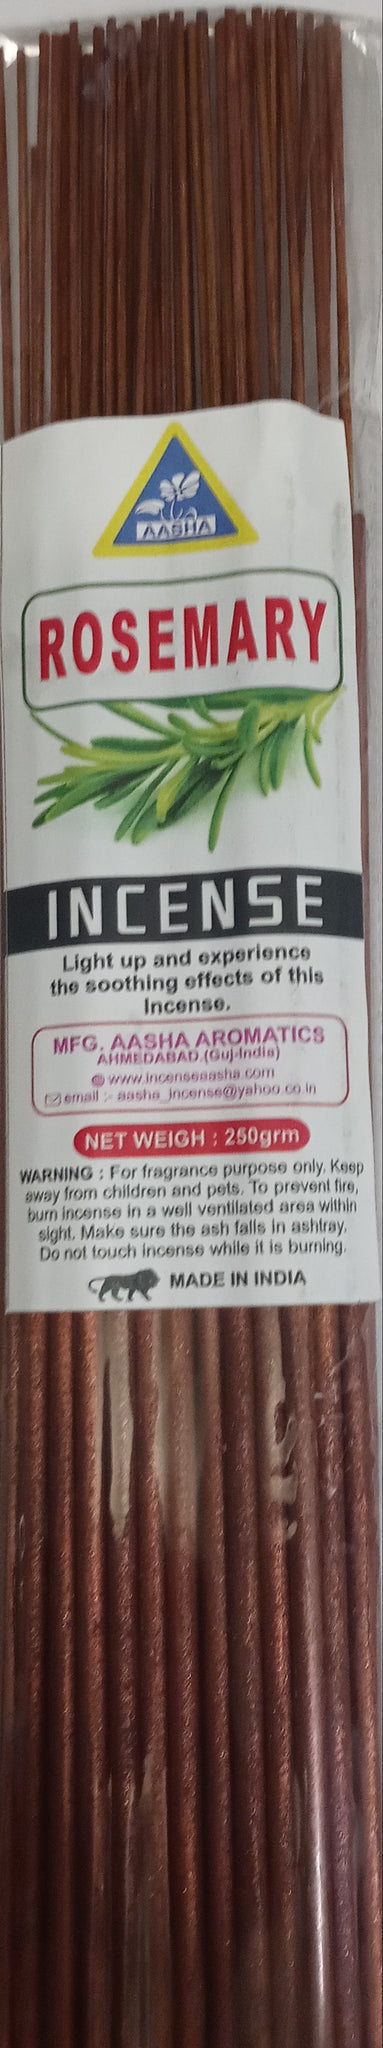 AASHA
ROSEMARY
INCENSE
Light up and experience
the soothing effects of this
Incense.
MFG. AASHA AROMATICS
AHMEDABAD.(Guj-India)
www.incenseaasha.com
email :- aasha_incense@yahoo.co.in
NET WEIGH : 250grm
WARNING : For fragrance purpose only. Keep
away from children and pets. To prevent fire,
burn incense in a well ventilated area within
sight. Make sure the ash falls in ashtray.
Do not touch incense while it is burning.
MADE IN INDIA